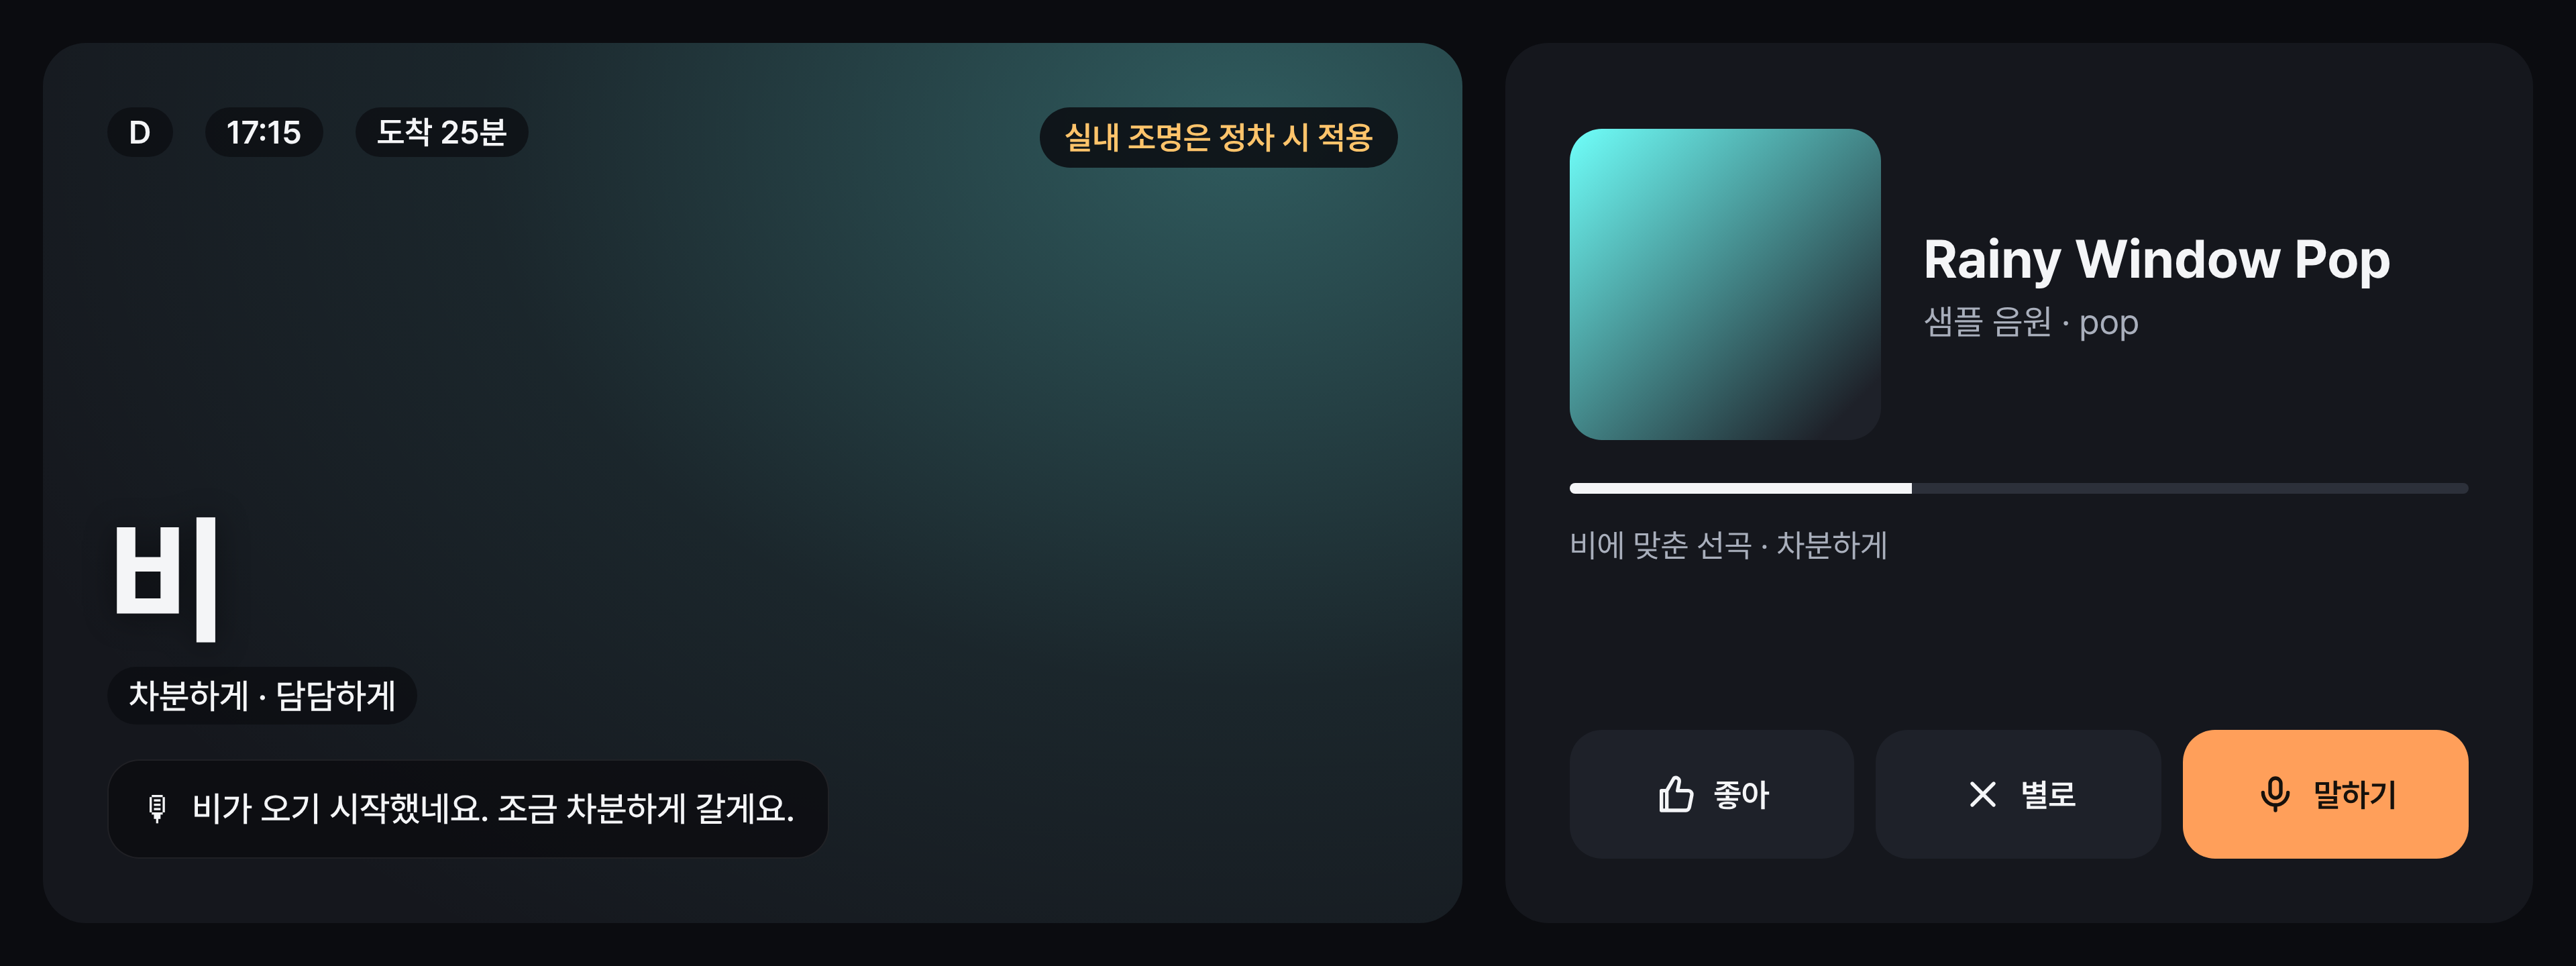 D 17:15 도착 25분
실내 조명은 정차 시 적용
비
차분하게 · 담담하게
비가 오기 시작했네요. 조금 차분하게 갈게요.
Rainy Window Pop
샘플 음원 · pop
비에 맞춘 선곡 · 차분하게
좋아 별로 말하기